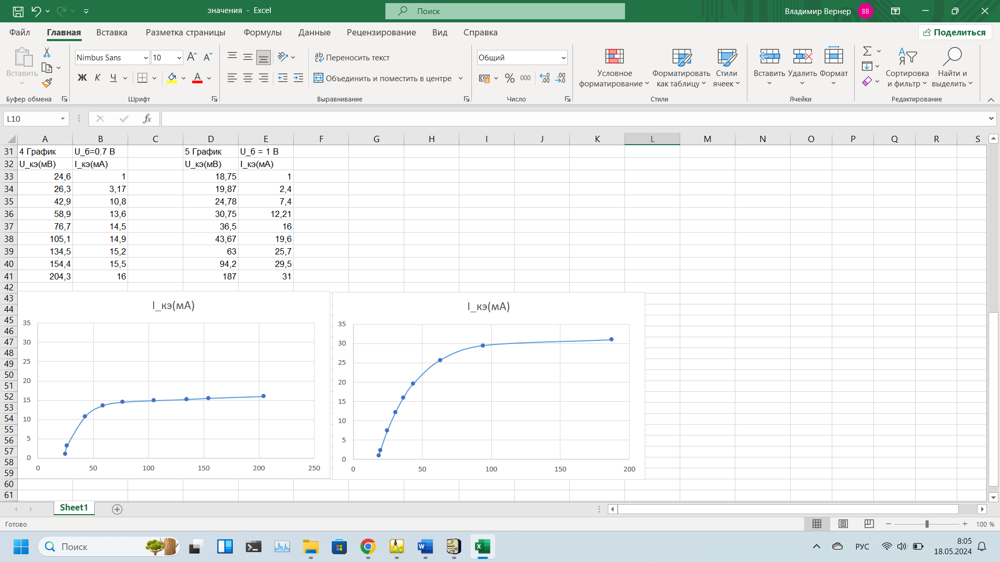 значения - Excel
Поиск
Владимир Вернер
ВВ
Файл Главная Вставка Разметка страницы Формулы Данные Рецензирование Вид Справка Поделиться
Вставить
Буфер обмена
Nimbus Sans 10
Ж К Ч А
Шрифт
Переносить текст
Объединить и поместить в центре
Выравнивание
Общий
% 000
Число
Условное форматирование
Форматировать как таблицу
Стили ячеек
Стили
Вставить Удалить Формат
Ячейки
Сортировка и фильтр
Найти и выделить
Редактирование
L10
fx
A B C D E F G H I J K L M N O P Q R S
31 4 График U_б=0.7 В 5 График U_б = 1 В
32 U_кэ(мВ) I_кэ(мА) U_кэ(мВ) I_кэ(мА)
33 24,6 1 18,75 1
34 26,3 3,17 19,87 2,4
35 42,9 10,8 24,78 7,4
36 58,9 13,6 30,75 12,21
37 76,7 14,5 36,5 16
38 105,1 14,9 43,67 19,6
39 134,5 15,2 63 25,7
40 154,4 15,5 94,2 29,5
41 204,3 16 187 31
42
43
44
45
46
47
48
49
50
51
52
53
54
55
56
57
58
59
60
61
I_кэ(мА)
35
30
25
20
15
10
5
0
0 50 100 150 200 250
I_кэ(мА)
35
30
25
20
15
10
5
0
0 50 100 150 200
Sheet1
Готово
100 %
Поиск
РУС
8:05
18.05.2024